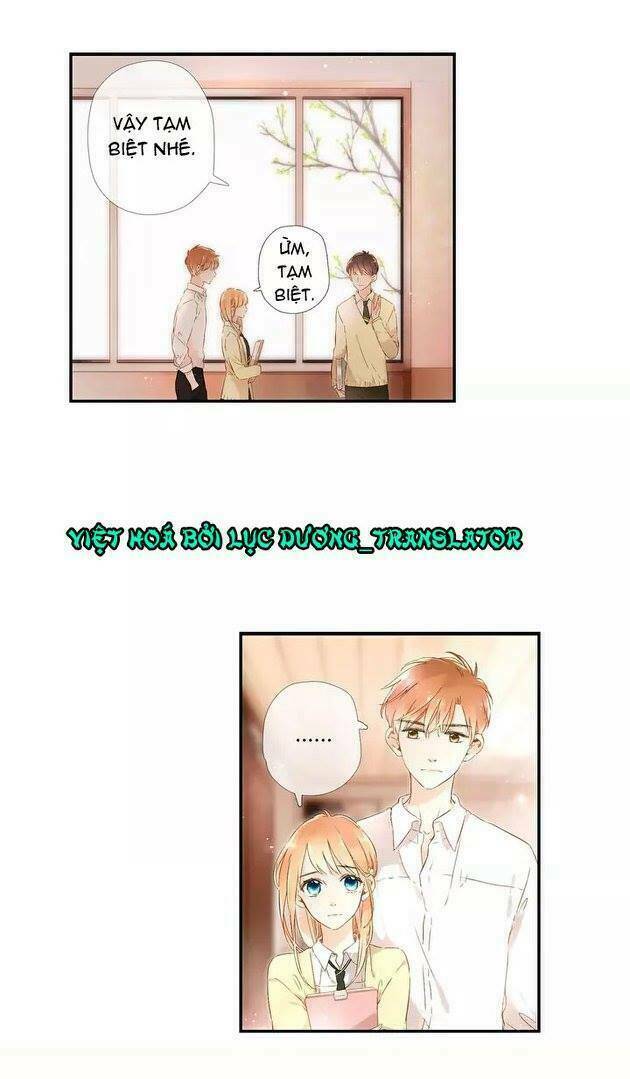 VẬY TẠM
BIỆT NHÉ.
ỪM,
TẠM
BIỆT.
VIỆT HOÁ BỞI LỤC DƯƠNG_TRANSLATOR
......